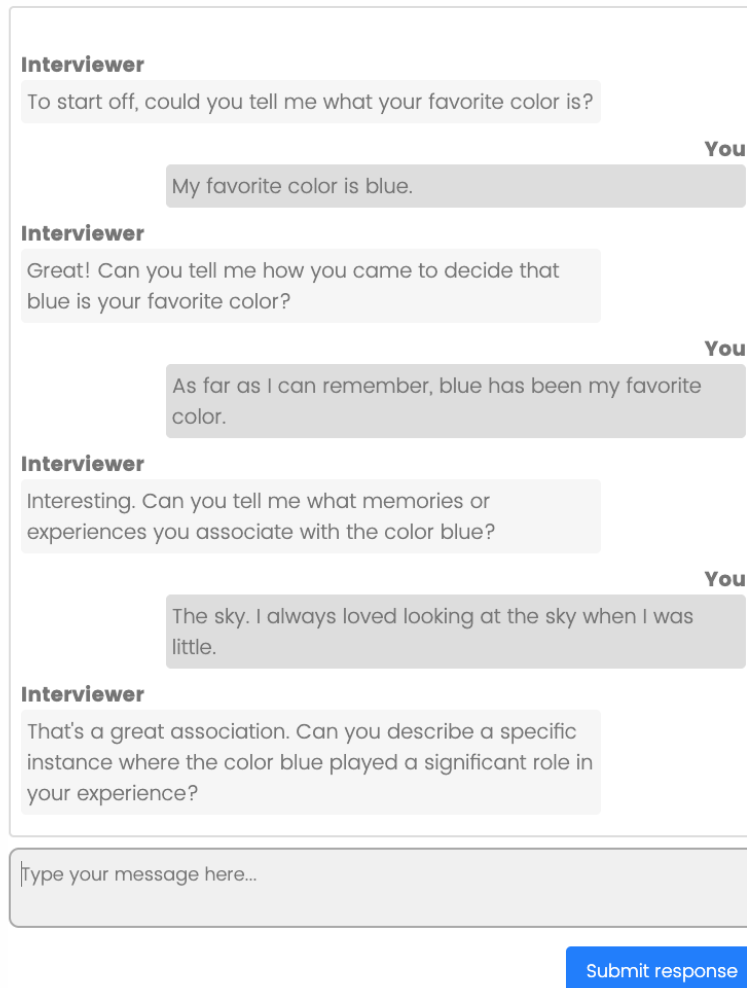 Interviewer
To start off, could you tell me what your favorite color is?
You
My favorite color is blue.
Interviewer
Great! Can you tell me how you came to decide that
blue is your favorite color?
You
As far as I can remember, blue has been my favorite
color.
Interviewer
Interesting. Can you tell me what memories or
experiences you associate with the color blue?
You
The sky. I always loved looking at the sky when I was
little.
Interviewer
That's a great association. Can you describe a specific
instance where the color blue played a significant role in
your experience?
Type your message here...
Submit response